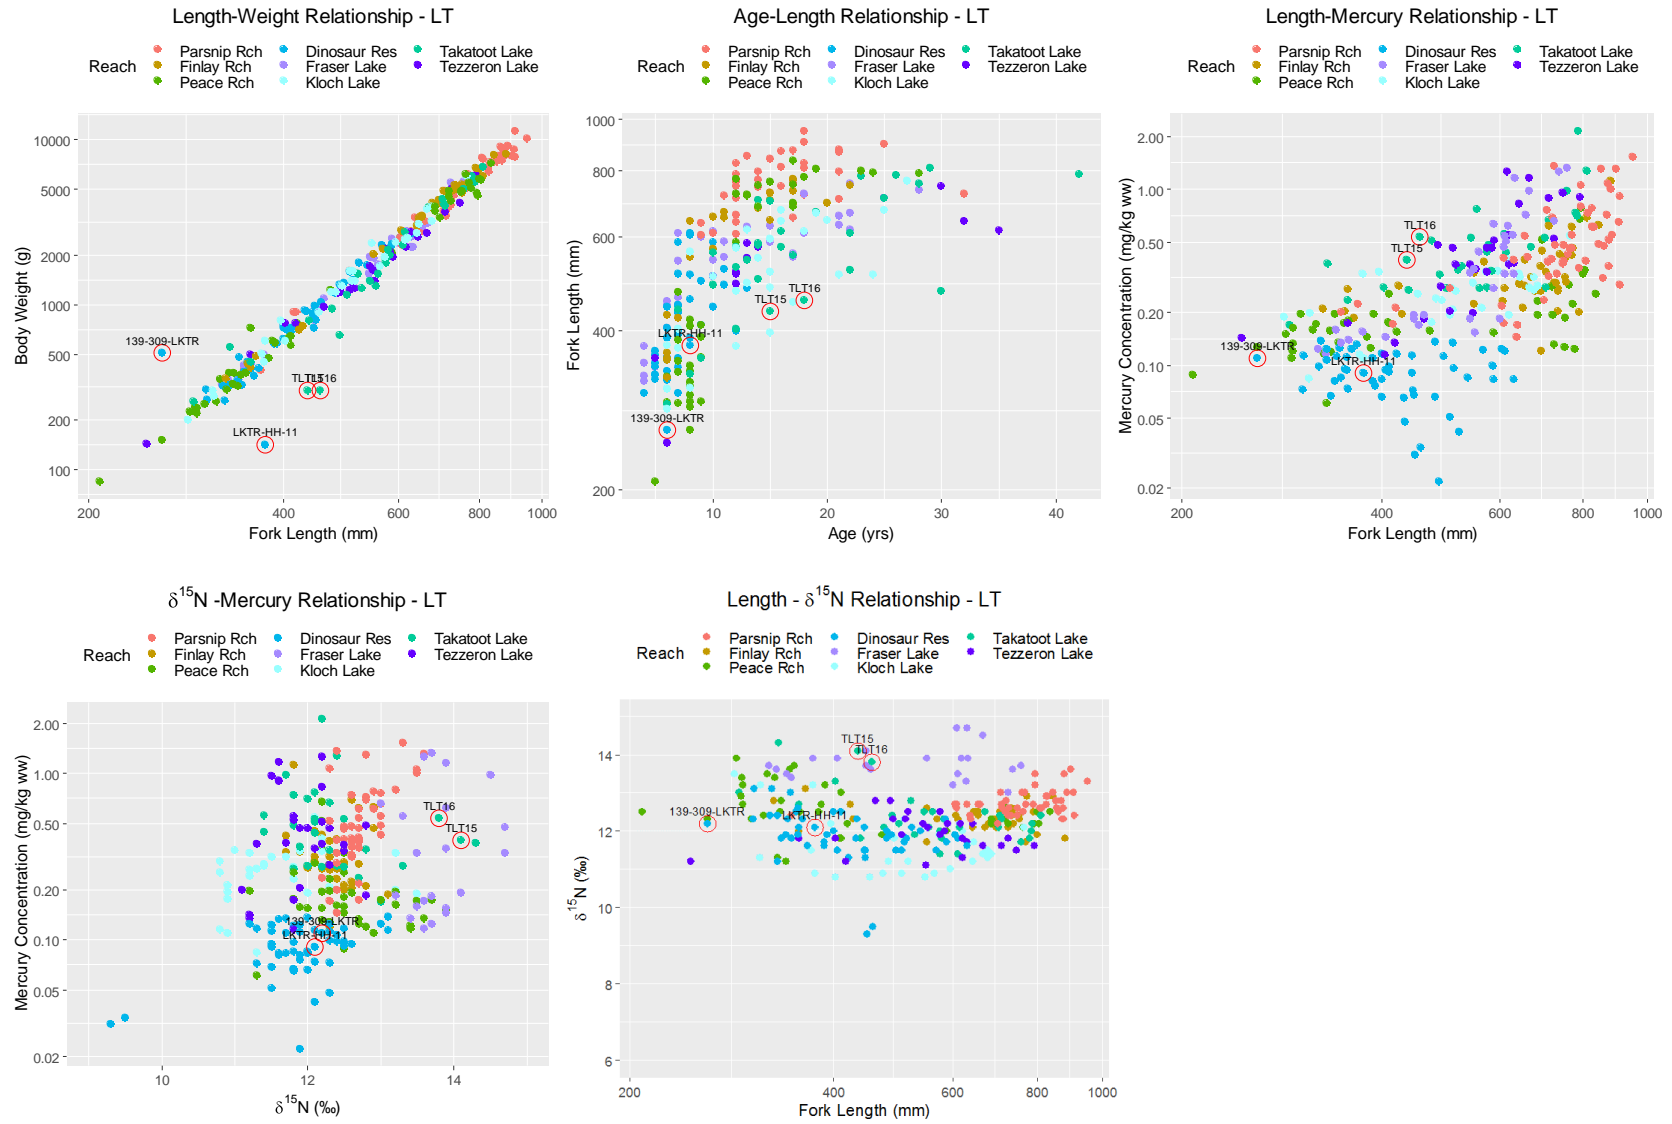 Length-Weight Relationship - LT
Reach
Parsnip Rch
Finlay Rch
Peace Rch
Dinosaur Res
Fraser Lake
Kloch Lake
Takatoot Lake
Tezzeron Lake
Body Weight (g)
10000
5000
2000
1000
500
200
100
139-309-LKTR
TLT15
TLT16
LKTR-HH-11
200
400
600
800
1000
Fork Length (mm)
Age-Length Relationship - LT
Reach
Parsnip Rch
Finlay Rch
Peace Rch
Dinosaur Res
Fraser Lake
Kloch Lake
Takatoot Lake
Tezzeron Lake
Fork Length (mm)
1000
800
600
400
200
TLT16
TLT15
LKTR-HH-11
139-309-LKTR
10
20
30
40
Age (yrs)
Length-Mercury Relationship - LT
Reach
Parsnip Rch
Finlay Rch
Peace Rch
Dinosaur Res
Fraser Lake
Kloch Lake
Takatoot Lake
Tezzeron Lake
Mercury Concentration (mg/kg ww)
2.00
1.00
0.50
0.20
0.10
0.05
0.02
TLT16
TLT15
139-309-LKTR
LKTR-HH-11
200
400
600
800
1000
Fork Length (mm)
δ15N -Mercury Relationship - LT
Reach
Parsnip Rch
Finlay Rch
Peace Rch
Dinosaur Res
Fraser Lake
Kloch Lake
Takatoot Lake
Tezzeron Lake
Mercury Concentration (mg/kg ww)
2.00
1.00
0.50
0.20
0.10
0.05
0.02
TLT16
TLT15
139-309-LKTR
LKTR-HH-11
10
12
14
δ15N (‰)
Length - δ15N Relationship - LT
Reach
Parsnip Rch
Finlay Rch
Peace Rch
Dinosaur Res
Fraser Lake
Kloch Lake
Takatoot Lake
Tezzeron Lake
δ15N (‰)
14
12
10
8
6
TLT15
TLT16
139-309-LKTR
LKTR-HH-11
200
400
600
800
1000
Fork Length (mm)